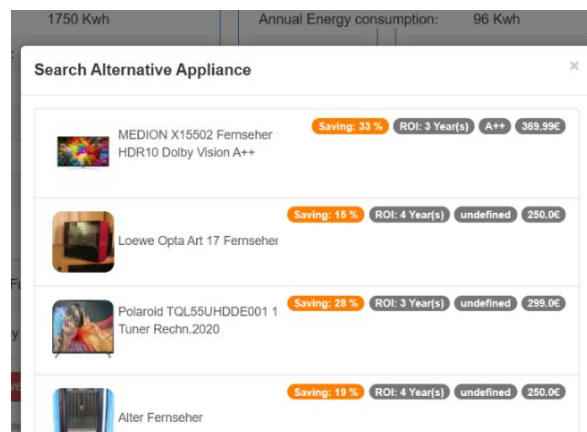 1750 Kwh Annual Energy consumption: 96 Kwh
Search Alternative Appliance ×
Saving: 33 % ROI: 3 Year(s) A++ 369.99€
MEDION X15502 Fernseher
HDR10 Dolby Vision A++
Saving: 15 % ROI: 4 Year(s) undefined 250.0€
Loewe Opta Art 17 Fernseher
Saving: 28 % ROI: 3 Year(s) undefined 299.0€
Polaroid TQL55UHDDE001 1
Tuner Rechn.2020
Saving: 19 % ROI: 4 Year(s) undefined 250.0€
Alter Fernseher